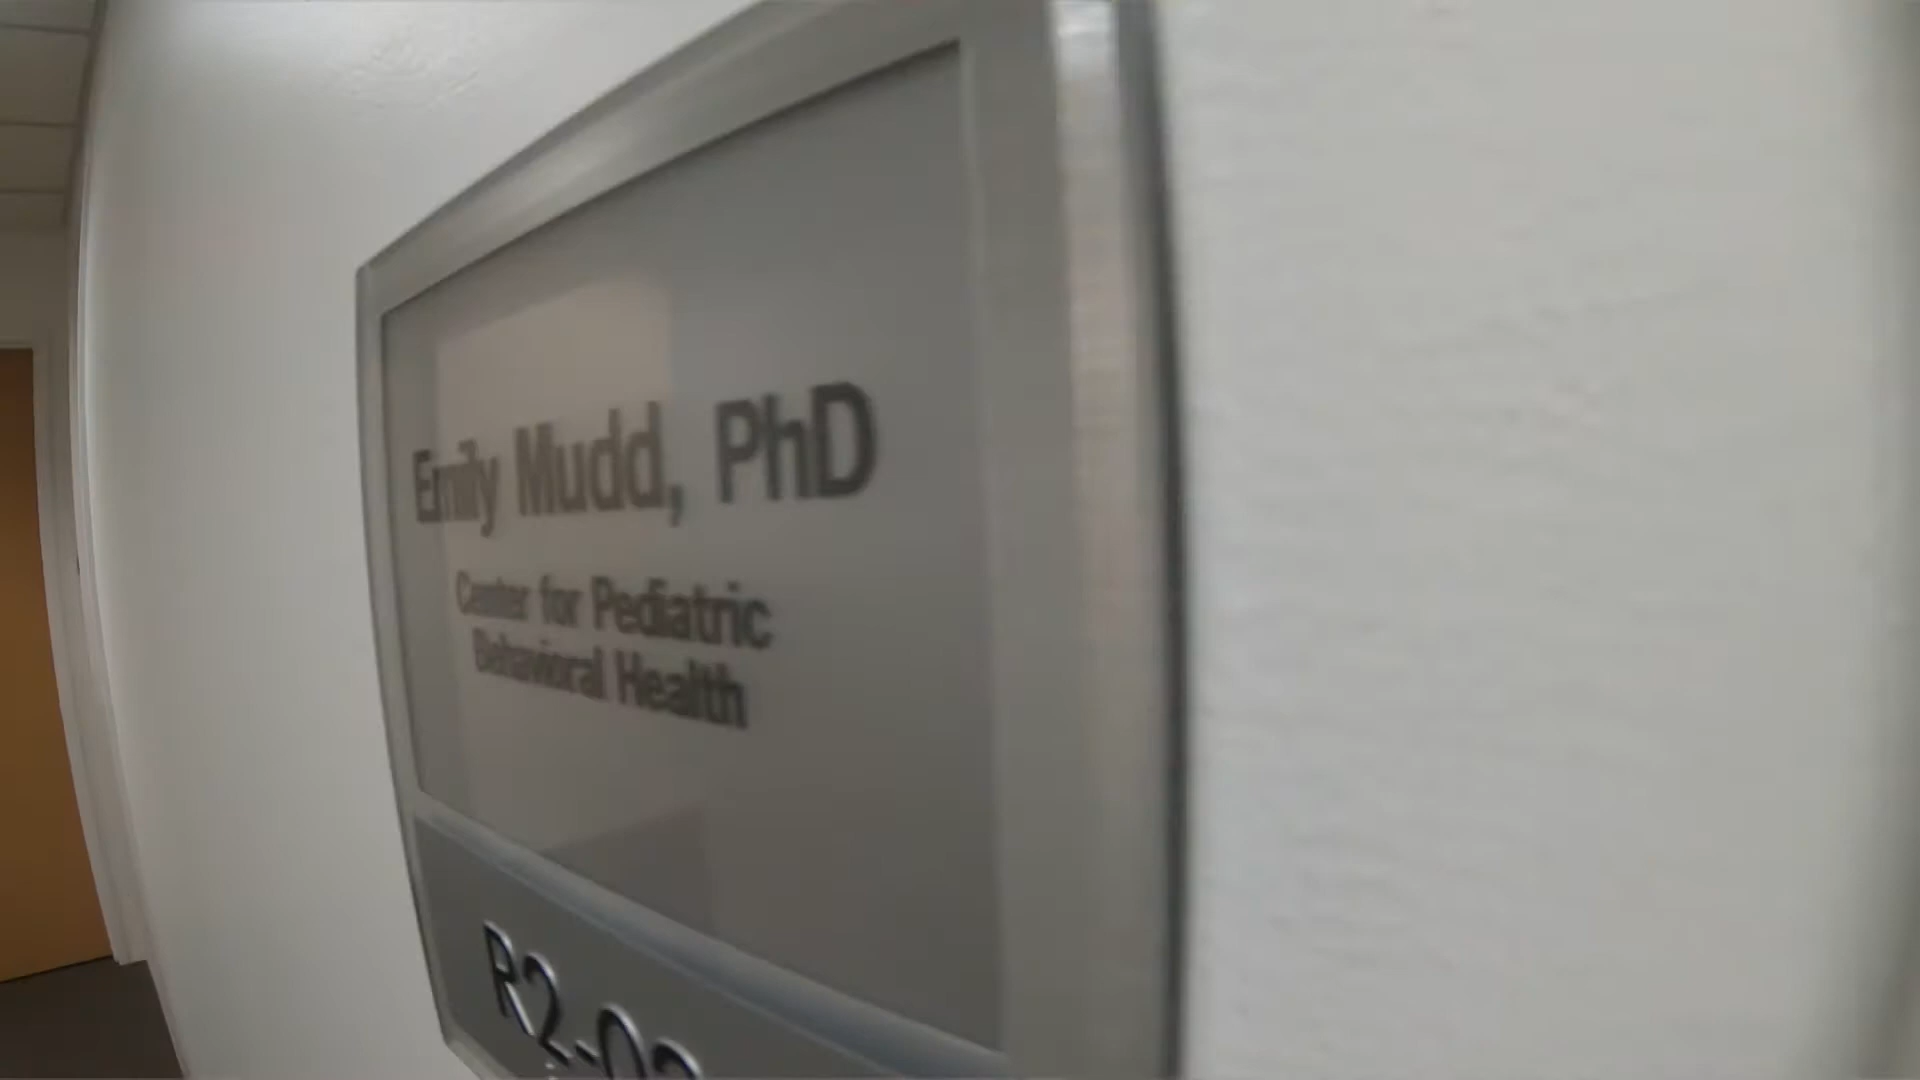 Emily Mudd, PhD
Center for Pediatric
Behavioral Health